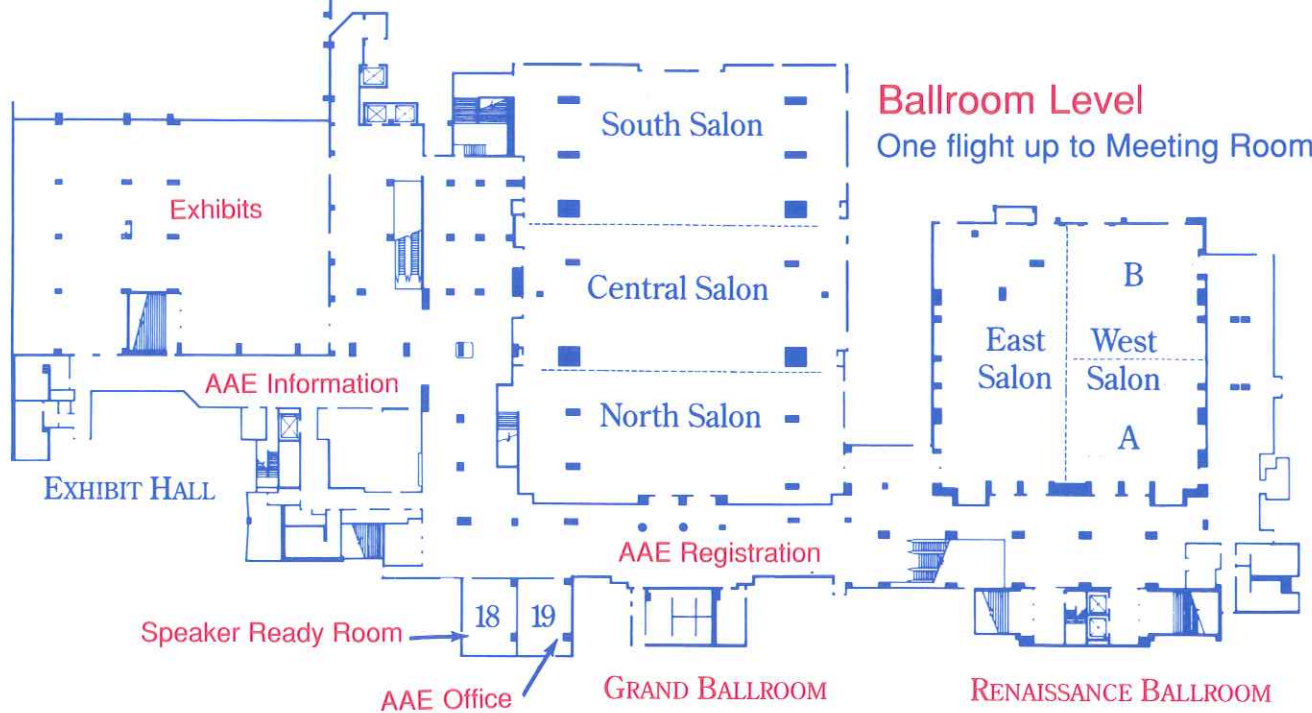 South Salon
Ballroom Level
One flight up to Meeting Room
Exhibits
Central Salon
B
East
Salon
West
Salon
AAE Information
North Salon
A
EXHIBIT HALL
AAE Registration
18
19
Speaker Ready Room
AAE Office
GRAND BALLROOM
RENAISSANCE BALLROOM